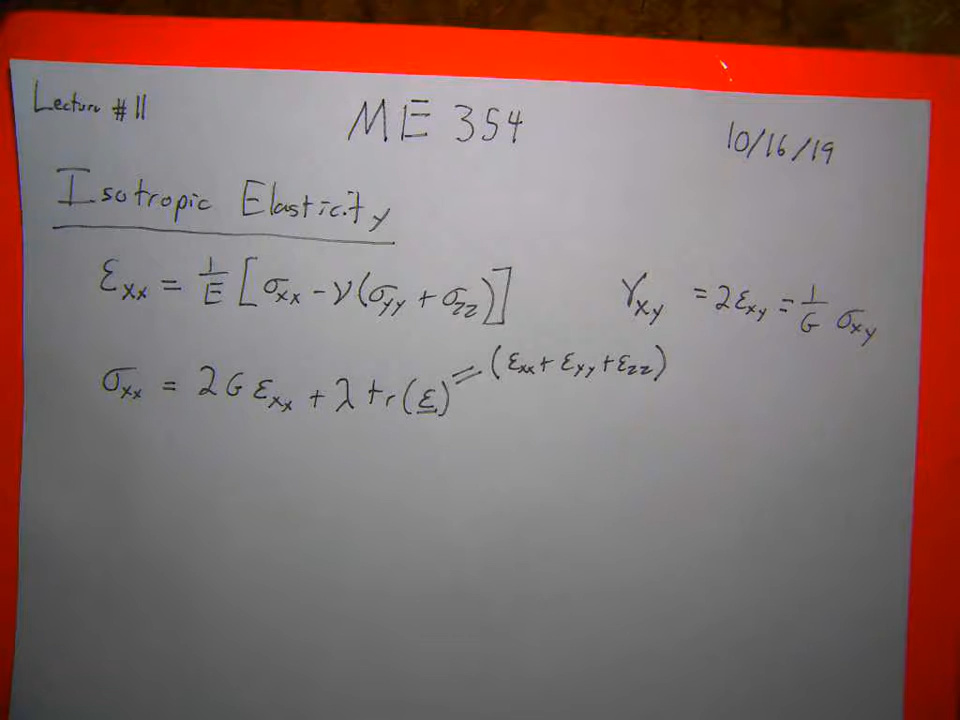 Lecture #11
ME 354
10/16/19
Isotropic Elasticity
εxx = 1/E [σxx - ν(σyy + σzz)]
γxy = 2εxy = 1/G σxy
σxx = 2G εxx + λ tr(ε) = (εxx + εyy + εzz)